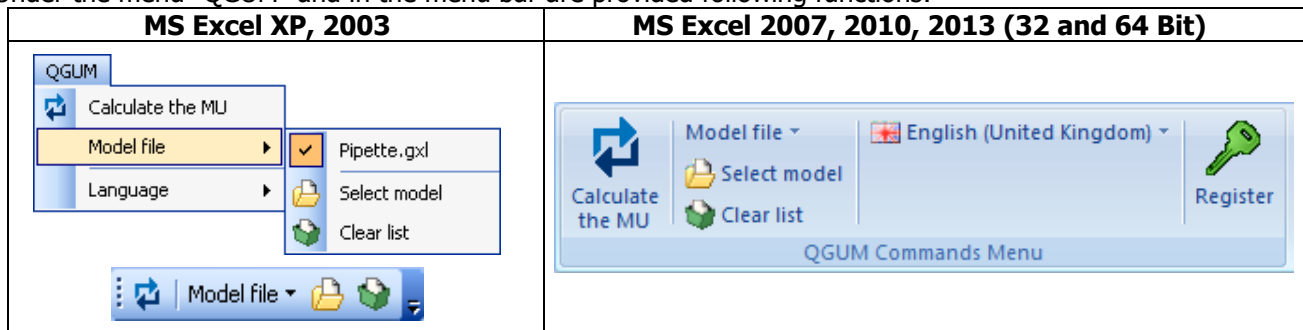 Under the menu "QGUM" and in the menu bar are provided following functions:
MS Excel XP, 2003
MS Excel 2007, 2010, 2013 (32 and 64 Bit)
QGUM
Calculate the MU
Model file
Language
Pipette.gxl
Select model
Clear list
Model file
Calculate
the MU
Model file
Select model
Clear list
English (United Kingdom)
Register
QGUM Commands Menu